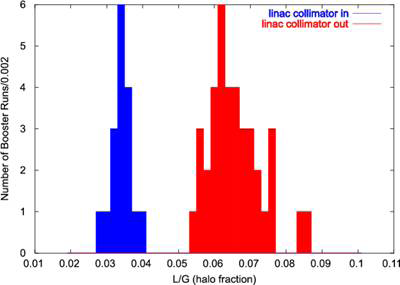 6
5
4
3
2
1
0
Number of Booster Runs/0.002
linac collimator in
linac collimator out
0.01 0.02 0.03 0.04 0.05 0.06 0.07 0.08 0.09 0.1 0.11
L/G (halo fraction)